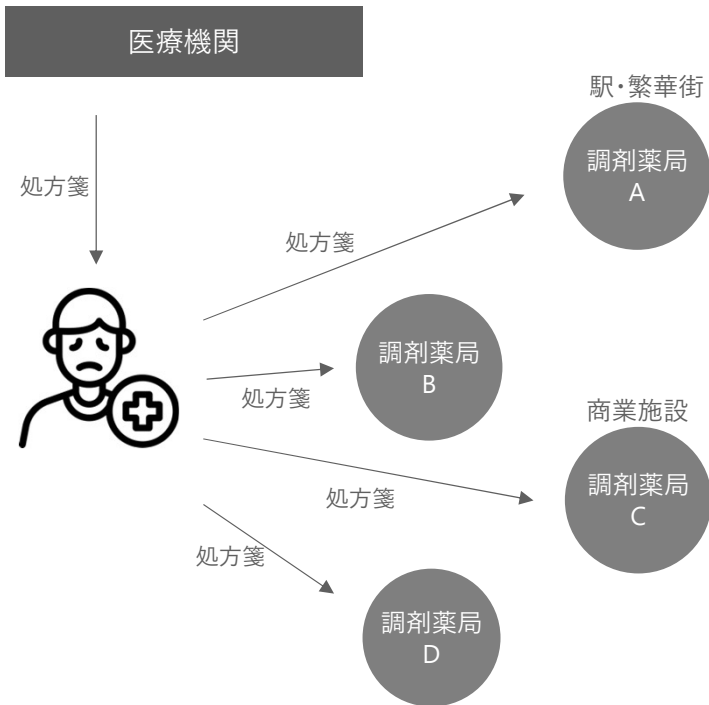 医療機関
駅・繁華街
調剤薬局
A
処方箋
処方箋
調剤薬局
B
処方箋
商業施設
調剤薬局
C
処方箋
処方箋
調剤薬局
D